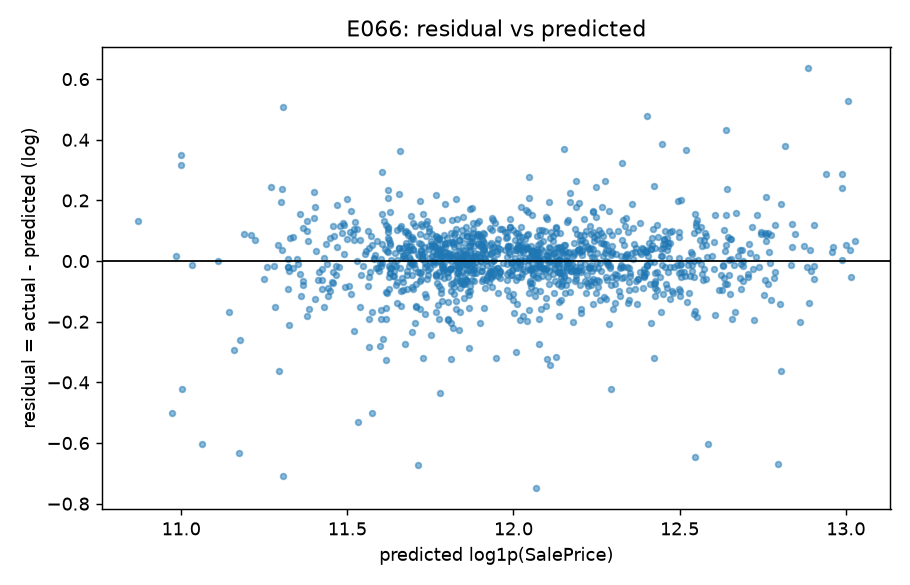 E066: residual vs predicted
residual = actual - predicted (log)
0.6
0.4
0.2
0.0
−0.2
−0.4
−0.6
−0.8
11.0 11.5 12.0 12.5 13.0
predicted log1p(SalePrice)